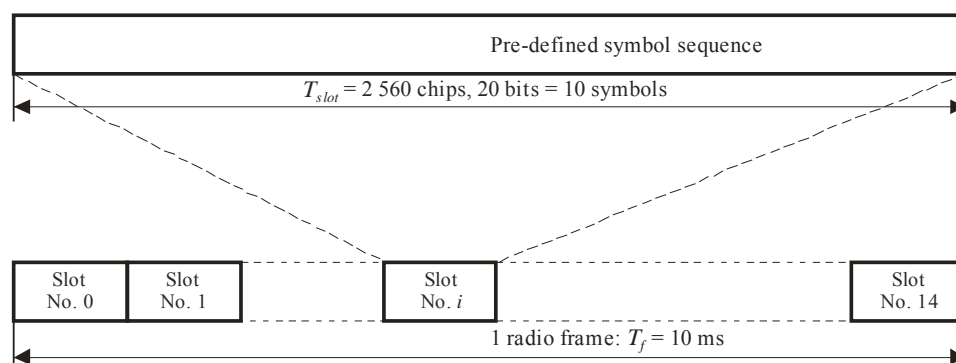 Pre-defined symbol sequence
T_slot = 2 560 chips, 20 bits = 10 symbols
Slot
No. 0
Slot
No. 1
Slot
No. i
Slot
No. 14
1 radio frame: T_f = 10 ms